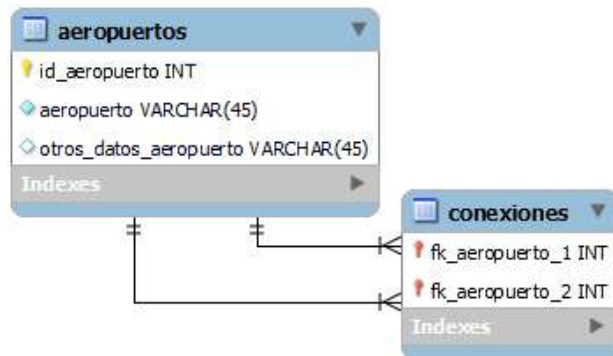 aeropuertos
id_aeropuerto INT
aeropuerto VARCHAR(45)
otros_datos_aeropuerto VARCHAR(45)
Indexes
conexiones
fk_aeropuerto_1 INT
fk_aeropuerto_2 INT
Indexes